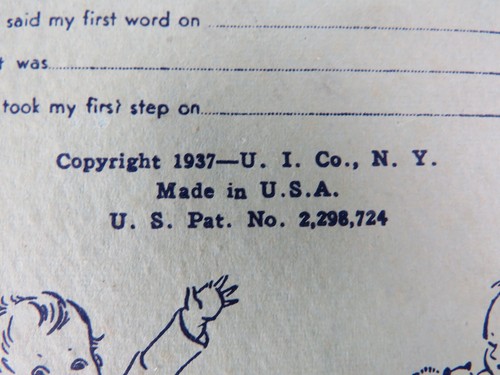 said my first word on
was
took my first step on
Copyright 1937—U. I. Co., N. Y.
Made in U.S.A.
U. S. Pat. No. 2,298,724